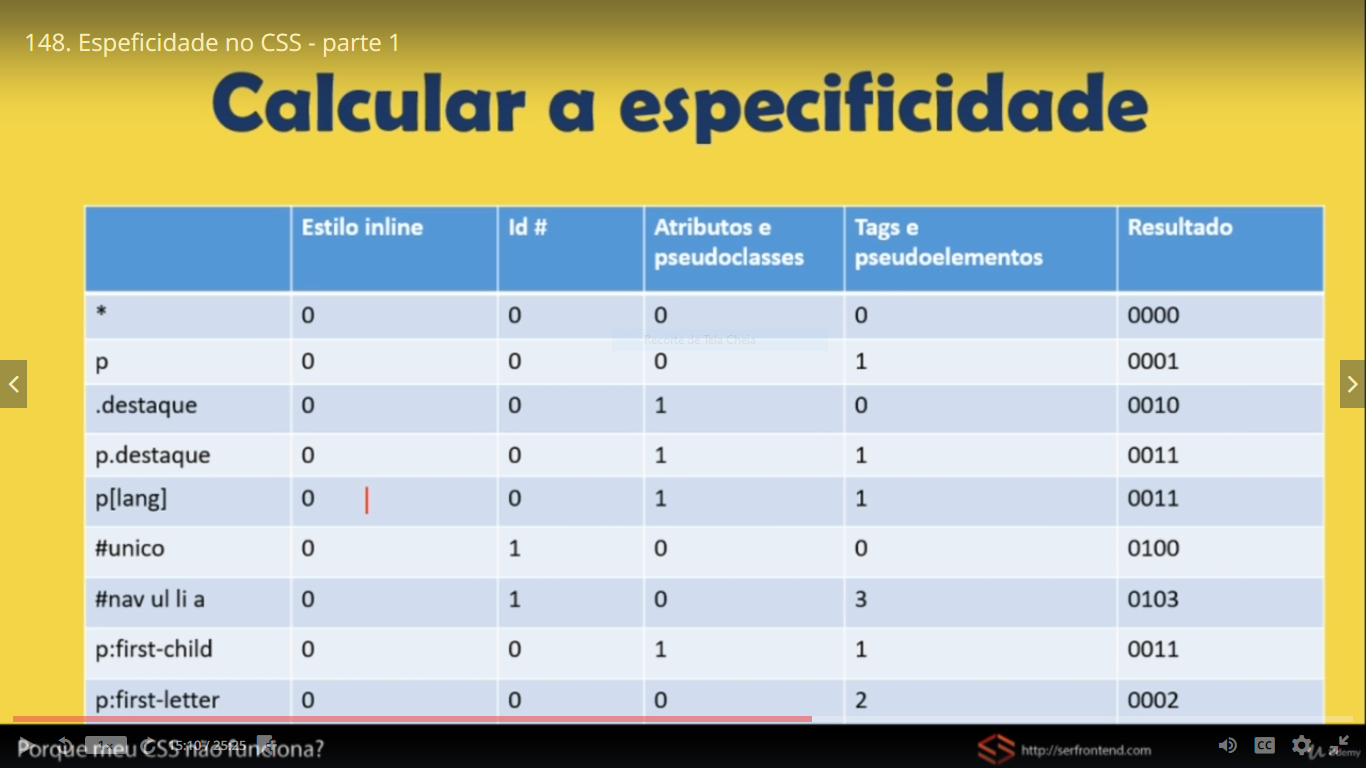 148. Espeficidade no CSS - parte 1
Calcular a especificidade
Estilo inline Id # Atributos e pseudoclasses Tags e pseudoelementos Resultado
* 0 0 0 0 0000
Recorte de Tela Cheia
p 0 0 0 1 0001
.destaque 0 0 1 0 0010
p.destaque 0 0 1 1 0011
p[lang] 0 0 1 1 0011
#unico 0 1 0 0 0100
#nav ul li a 0 1 0 3 0103
p:first-child 0 0 1 1 0011
p:first-letter 0 0 0 2 0002
15:10 / 25:25
Porque meu CSS não funciona?
http://serfrontend.com
CC